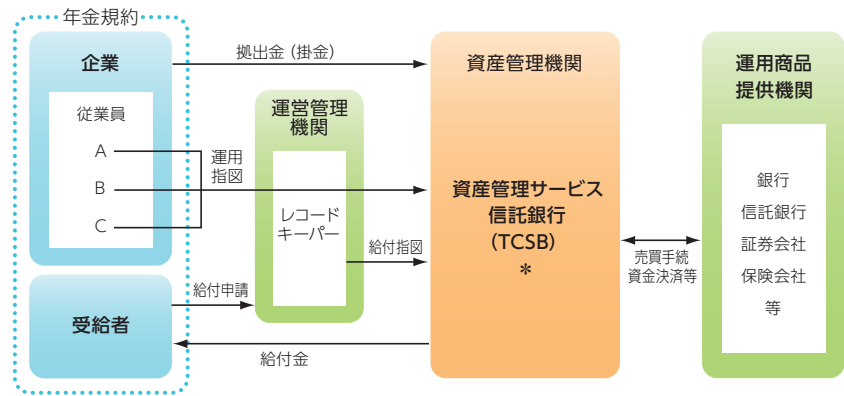 年金規約
企業
従業員
A
B
C
受給者
拠出金（掛金）
運用
指図
運営管理
機関
レコード
キーパー
給付指図
給付申請
給付金
資産管理機関
資産管理サービス
信託銀行
(TCSB)
*
売買手続
資金決済等
運用商品
提供機関
銀行
信託銀行
証券会社
保険会社
等